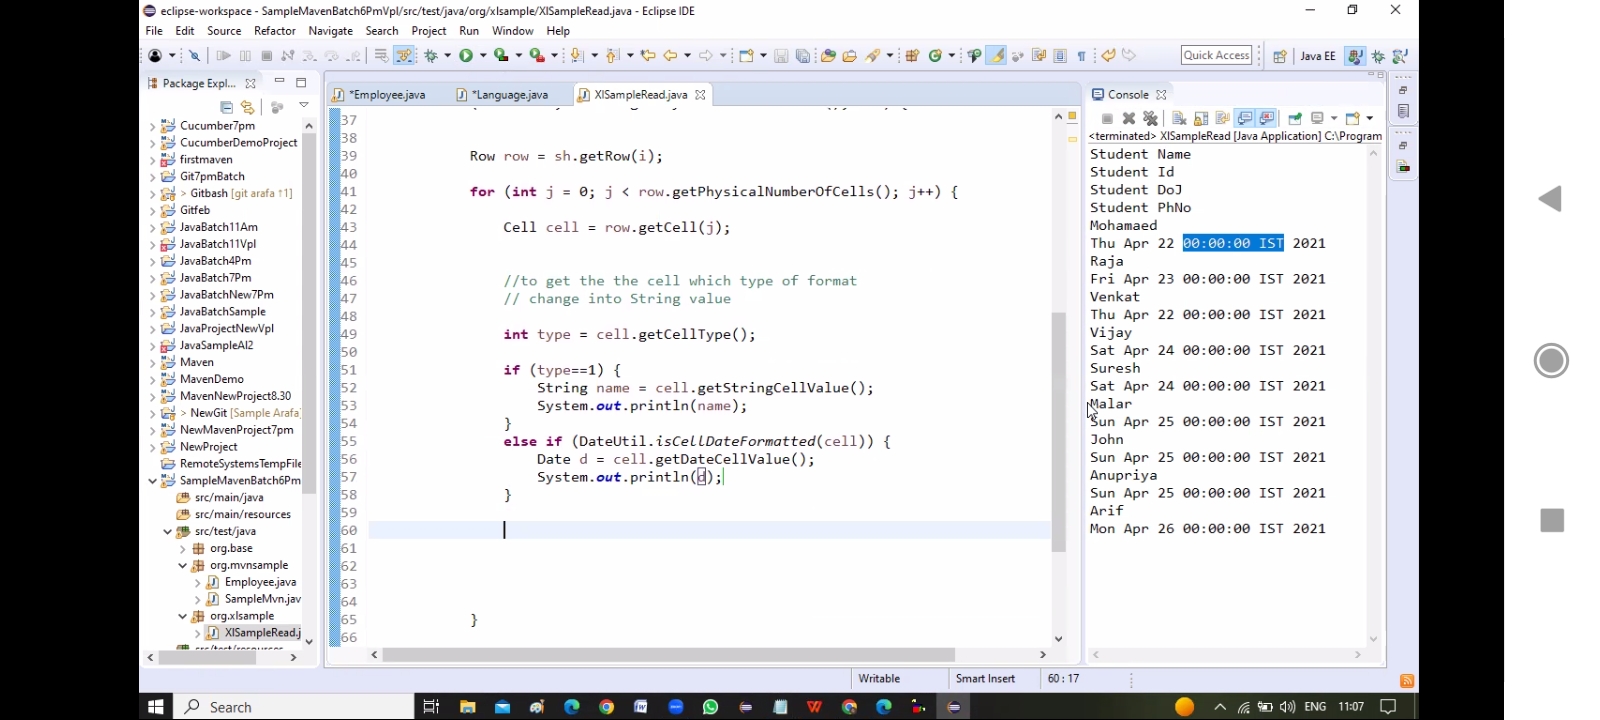 eclipse-workspace - SampleMavenBatch6PmVpl/src/test/java/org/xlsample/XlSampleRead.java - Eclipse IDE
File Edit Source Refactor Navigate Search Project Run Window Help
Quick Access
Java EE
Package Expl...
*Employee.java
*Language.java
XlSampleRead.java
Console
Cucumber7pm
CucumberDemoProject
firstmaven
Git7pmBatch
> Gitbash [git arafa ↑1]
Gitfeb
JavaBatch11Am
JavaBatch11Vpl
JavaBatch4Pm
JavaBatch7Pm
JavaBatchNew7Pm
JavaBatchSample
JavaProjectNewVpl
JavaSampleAl2
Maven
MavenDemo
MavenNewProject8.30
> NewGit [Sample Arafa
NewMavenProject7pm
NewProject
RemoteSystemsTempFile
SampleMavenBatch6Pm
src/main/java
src/main/resources
src/test/java
org.base
org.mvnsample
Employee.java
SampleMvn.jav
org.xlsample
XlSampleRead.j
37
38
39 Row row = sh.getRow(i);
40
41 for (int j = 0; j < row.getPhysicalNumberOfCells(); j++) {
42
43 Cell cell = row.getCell(j);
44
45
46 //to get the the cell which type of format
47 // change into String value
48
49 int type = cell.getCellType();
50
51 if (type==1) {
52 String name = cell.getStringCellValue();
53 System.out.println(name);
54 }
55 else if (DateUtil.isCellDateFormatted(cell)) {
56 Date d = cell.getDateCellValue();
57 System.out.println(d);
58 }
59
60
61
62
63
64
65 }
66
<terminated> XlSampleRead [Java Application] C:\Program
Student Name
Student Id
Student DoJ
Student PhNo
Mohamaed
Thu Apr 22 00:00:00 IST 2021
Raja
Fri Apr 23 00:00:00 IST 2021
Venkat
Thu Apr 22 00:00:00 IST 2021
Vijay
Sat Apr 24 00:00:00 IST 2021
Suresh
Sat Apr 24 00:00:00 IST 2021
Malar
Sun Apr 25 00:00:00 IST 2021
John
Sun Apr 25 00:00:00 IST 2021
Anupriya
Sun Apr 25 00:00:00 IST 2021
Arif
Mon Apr 26 00:00:00 IST 2021
Writable
Smart Insert
60 : 17
Search
ENG
11:07